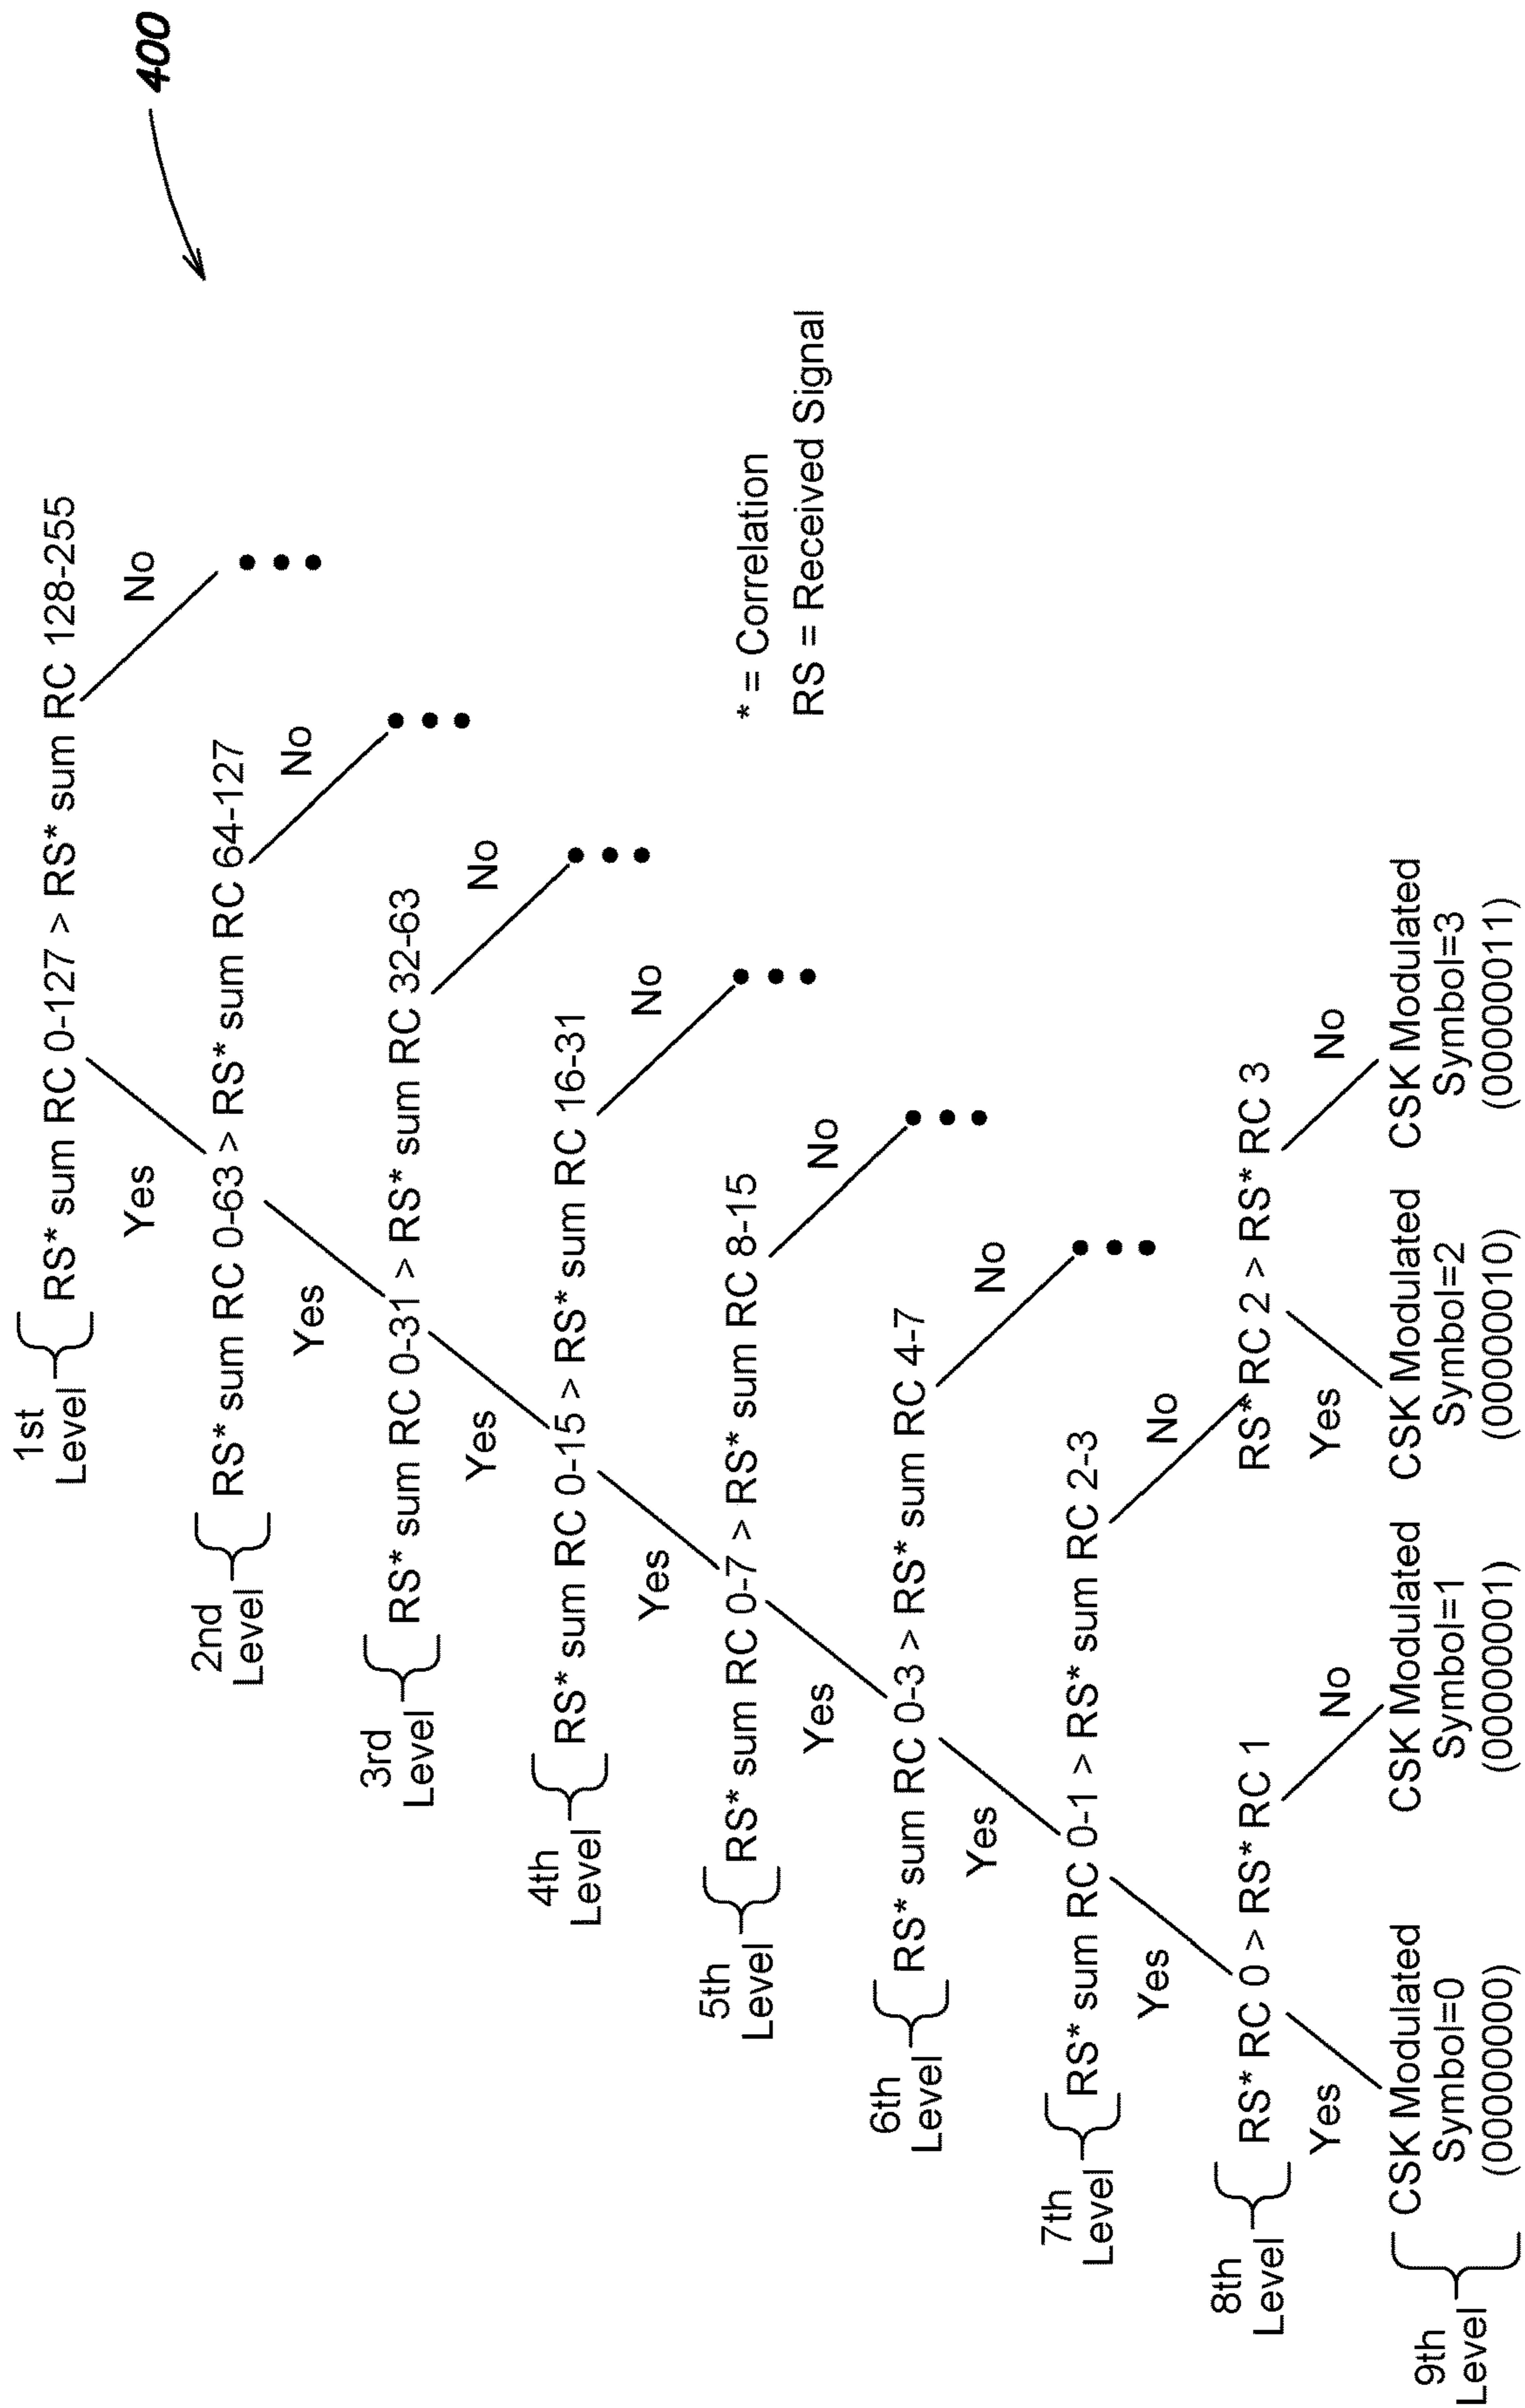 400
1st
Level
RS* sum RC 0-127 > RS* sum RC 128-255
Yes
No
2nd
Level
RS* sum RC 0-63 > RS* sum RC 64-127
Yes
No
3rd
Level
RS* sum RC 0-31 > RS* sum RC 32-63
Yes
No
4th
Level
RS* sum RC 0-15 > RS* sum RC 16-31
Yes
No
5th
Level
RS* sum RC 0-7 > RS* sum RC 8-15
Yes
No
* = Correlation
RS = Received Signal
6th
Level
RS* sum RC 0-3 > RS* sum RC 4-7
Yes
No
7th
Level
RS* sum RC 0-1 > RS* sum RC 2-3
Yes
No
8th
Level
RS* RC 0 > RS* RC 1
RS* RC 2 > RS* RC 3
Yes
No
Yes
No
9th
Level
CSK Modulated
Symbol=0
(00000000)
CSK Modulated
Symbol=1
(00000001)
CSK Modulated
Symbol=2
(00000010)
CSK Modulated
Symbol=3
(00000011)